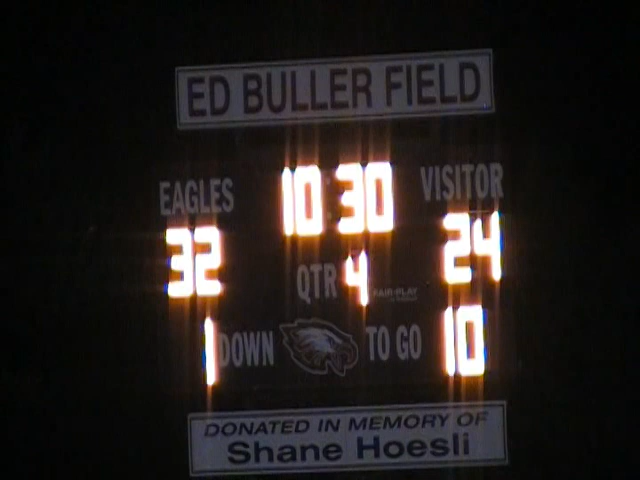 ED BULLER FIELD
EAGLES 10:30 VISITOR
32 24
QTR 4
FAIR-PLAY
1 DOWN TO GO 10
DONATED IN MEMORY OF
Shane Hoesli